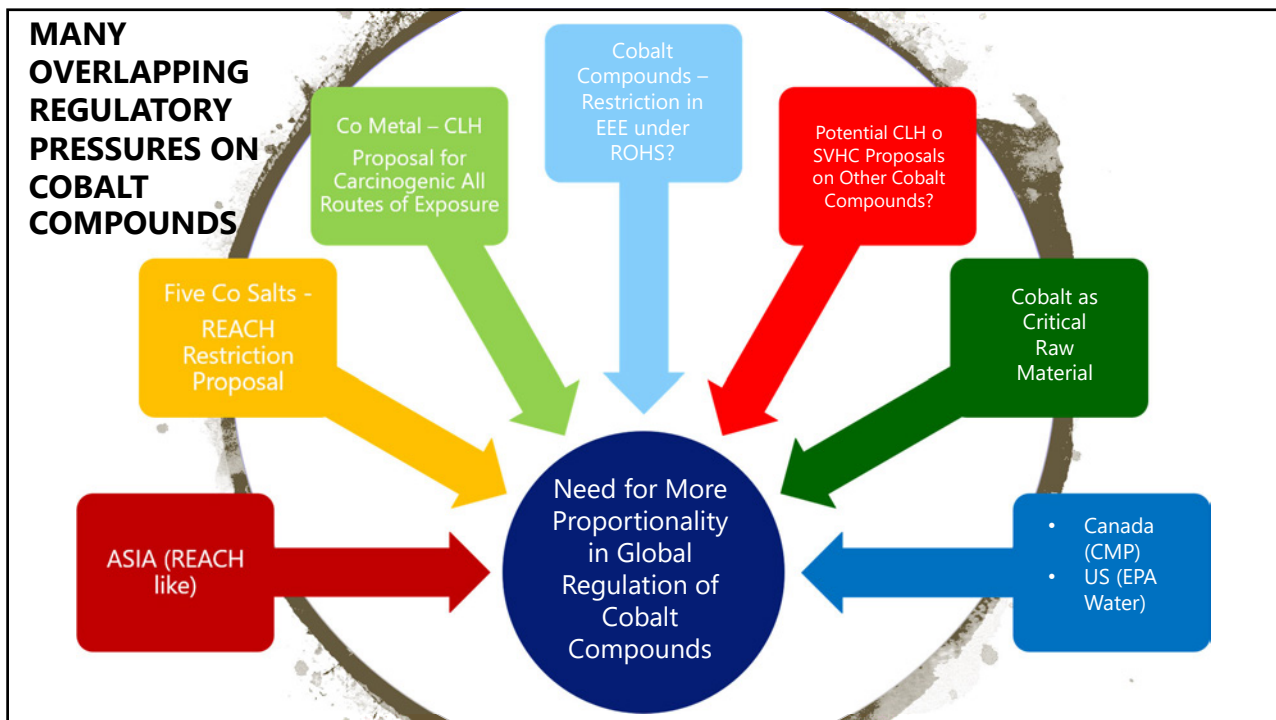 MANY
OVERLAPPING
REGULATORY
PRESSURES ON
COBALT
COMPOUNDS
ASIA (REACH
like)
Five Co Salts -
REACH
Restriction
Proposal
Co Metal – CLH
Proposal for
Carcinogenic All
Routes of Exposure
Cobalt
Compounds –
Restriction in
EEE under
ROHS?
Potential CLH o
SVHC Proposals
on Other Cobalt
Compounds?
Cobalt as
Critical
Raw
Material
• Canada
(CMP)
• US (EPA
Water)
Need for More
Proportionality
in Global
Regulation of
Cobalt
Compounds